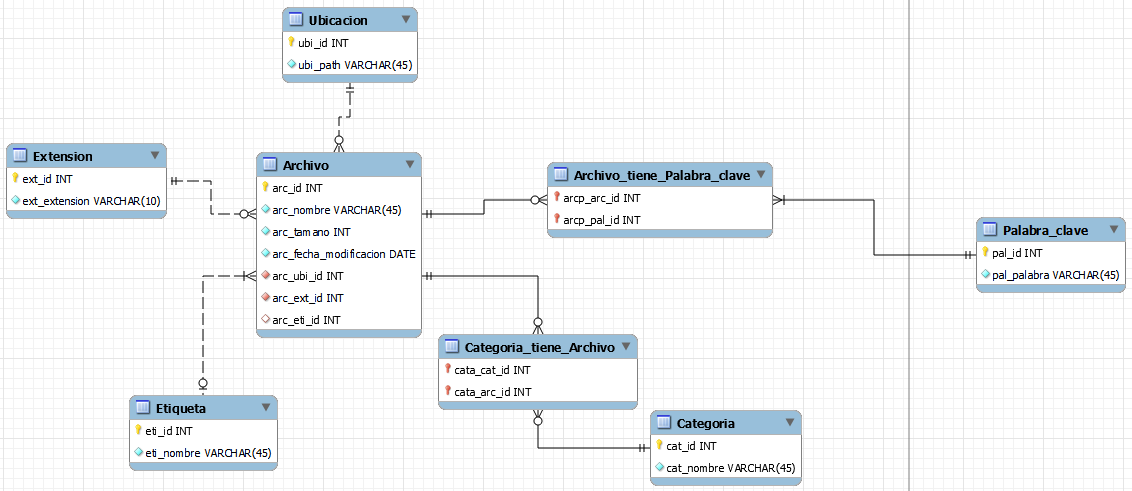 Ubicacion
ubi_id INT
ubi_path VARCHAR(45)
Extension
ext_id INT
ext_extension VARCHAR(10)
Archivo
arc_id INT
arc_nombre VARCHAR(45)
arc_tamano INT
arc_fecha_modificacion DATE
arc_ubi_id INT
arc_ext_id INT
arc_eti_id INT
Archivo_tiene_Palabra_clave
arcp_arc_id INT
arcp_pal_id INT
Palabra_clave
pal_id INT
pal_palabra VARCHAR(45)
Categoria_tiene_Archivo
cata_cat_id INT
cata_arc_id INT
Etiqueta
eti_id INT
eti_nombre VARCHAR(45)
Categoria
cat_id INT
cat_nombre VARCHAR(45)